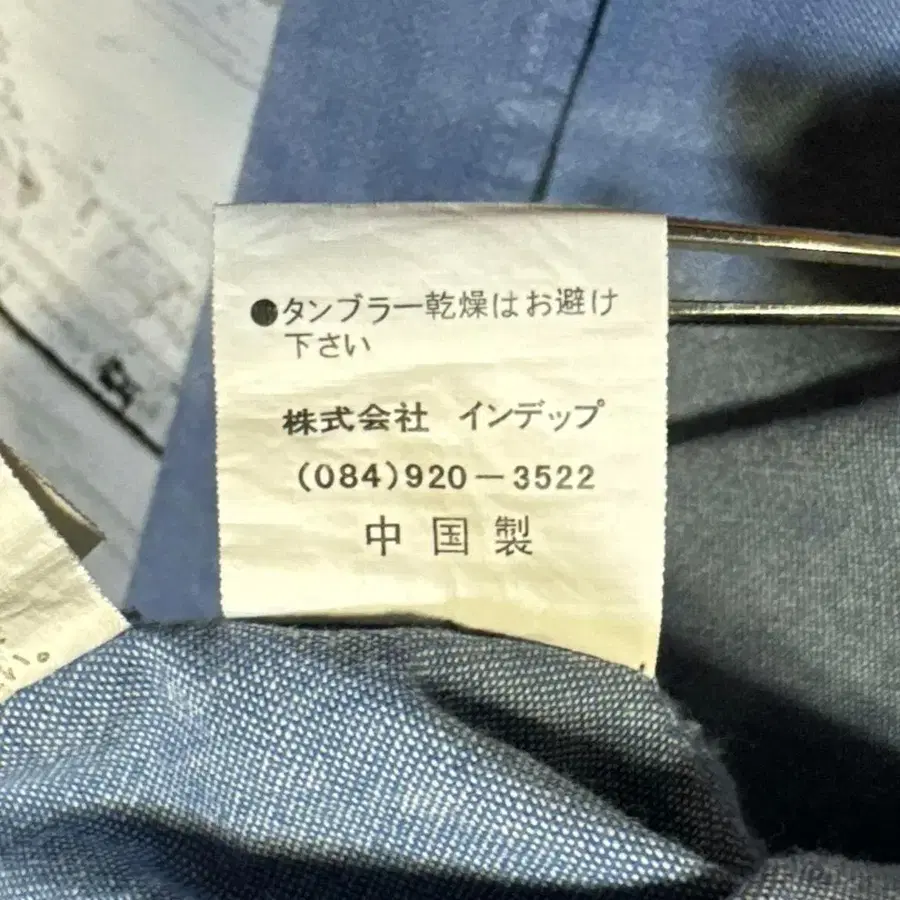 ●タンブラー乾燥はお避け
下さい
株式会社 インデップ
(084)920-3522
中国製